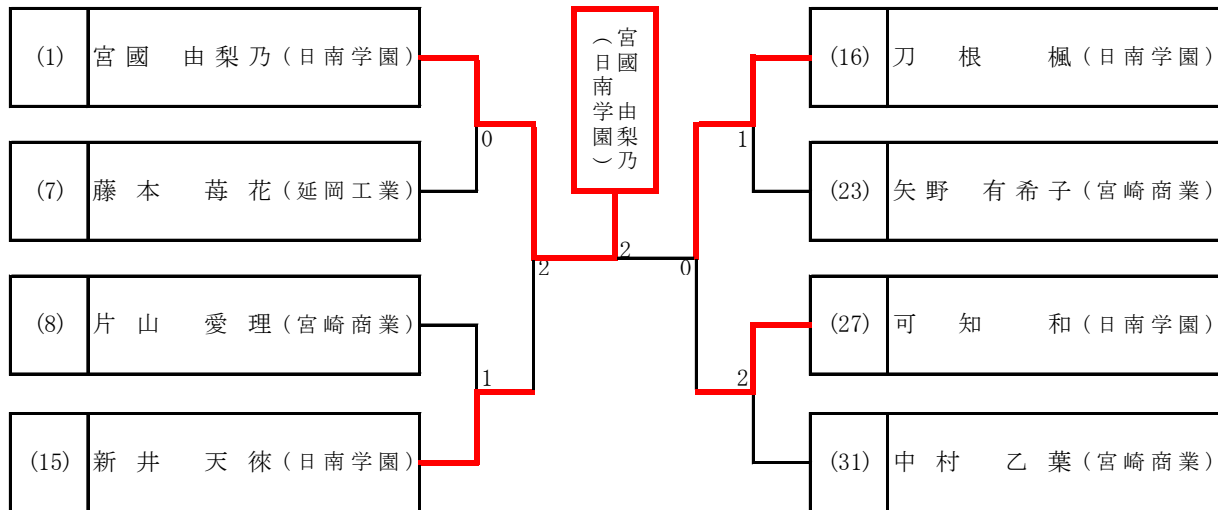 (1) 宮國 由梨乃 (日南学園)
(7) 藤本 苺花 (延岡工業)
(8) 片山 愛理 (宮崎商業)
(15) 新井 天徠 (日南学園)
0
1
2
宮國 由梨乃
(日南学園)
2
0
1
2
(16) 刀根 楓 (日南学園)
(23) 矢野 有希子 (宮崎商業)
(27) 可知 和 (日南学園)
(31) 中村 乙葉 (宮崎商業)